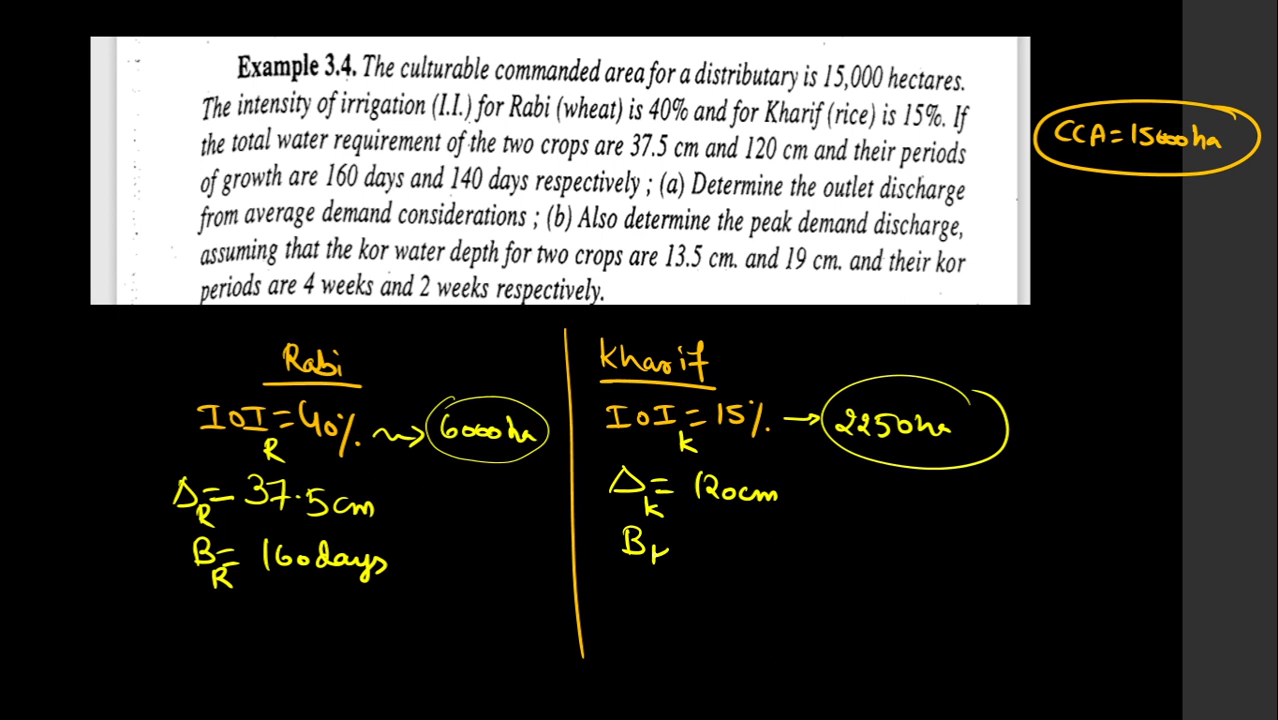 Example 3.4. The culturable commanded area for a distributary is 15,000 hectares.
The intensity of irrigation (I.I.) for Rabi (wheat) is 40% and for Kharif (rice) is 15%. If
the total water requirement of the two crops are 37.5 cm and 120 cm and their periods
of growth are 160 days and 140 days respectively ; (a) Determine the outlet discharge
from average demand considerations ; (b) Also determine the peak demand discharge,
assuming that the kor water depth for two crops are 13.5 cm. and 19 cm. and their kor
periods are 4 weeks and 2 weeks respectively.
CCA = 15000 ha
Rabi
IOI_R = 40% → 6000 ha
Δ_R = 37.5 cm
B_R = 160 days
Kharif
IOI_K = 15% → 2250 ha
Δ_K = 120 cm
B